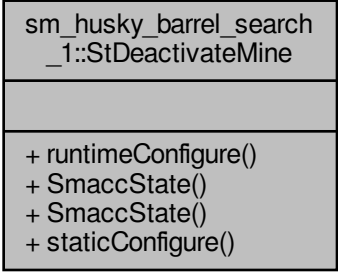 sm_husky_barrel_search
_1::StDeactivateMine
+ runtimeConfigure()
+ SmaccState()
+ SmaccState()
+ staticConfigure()